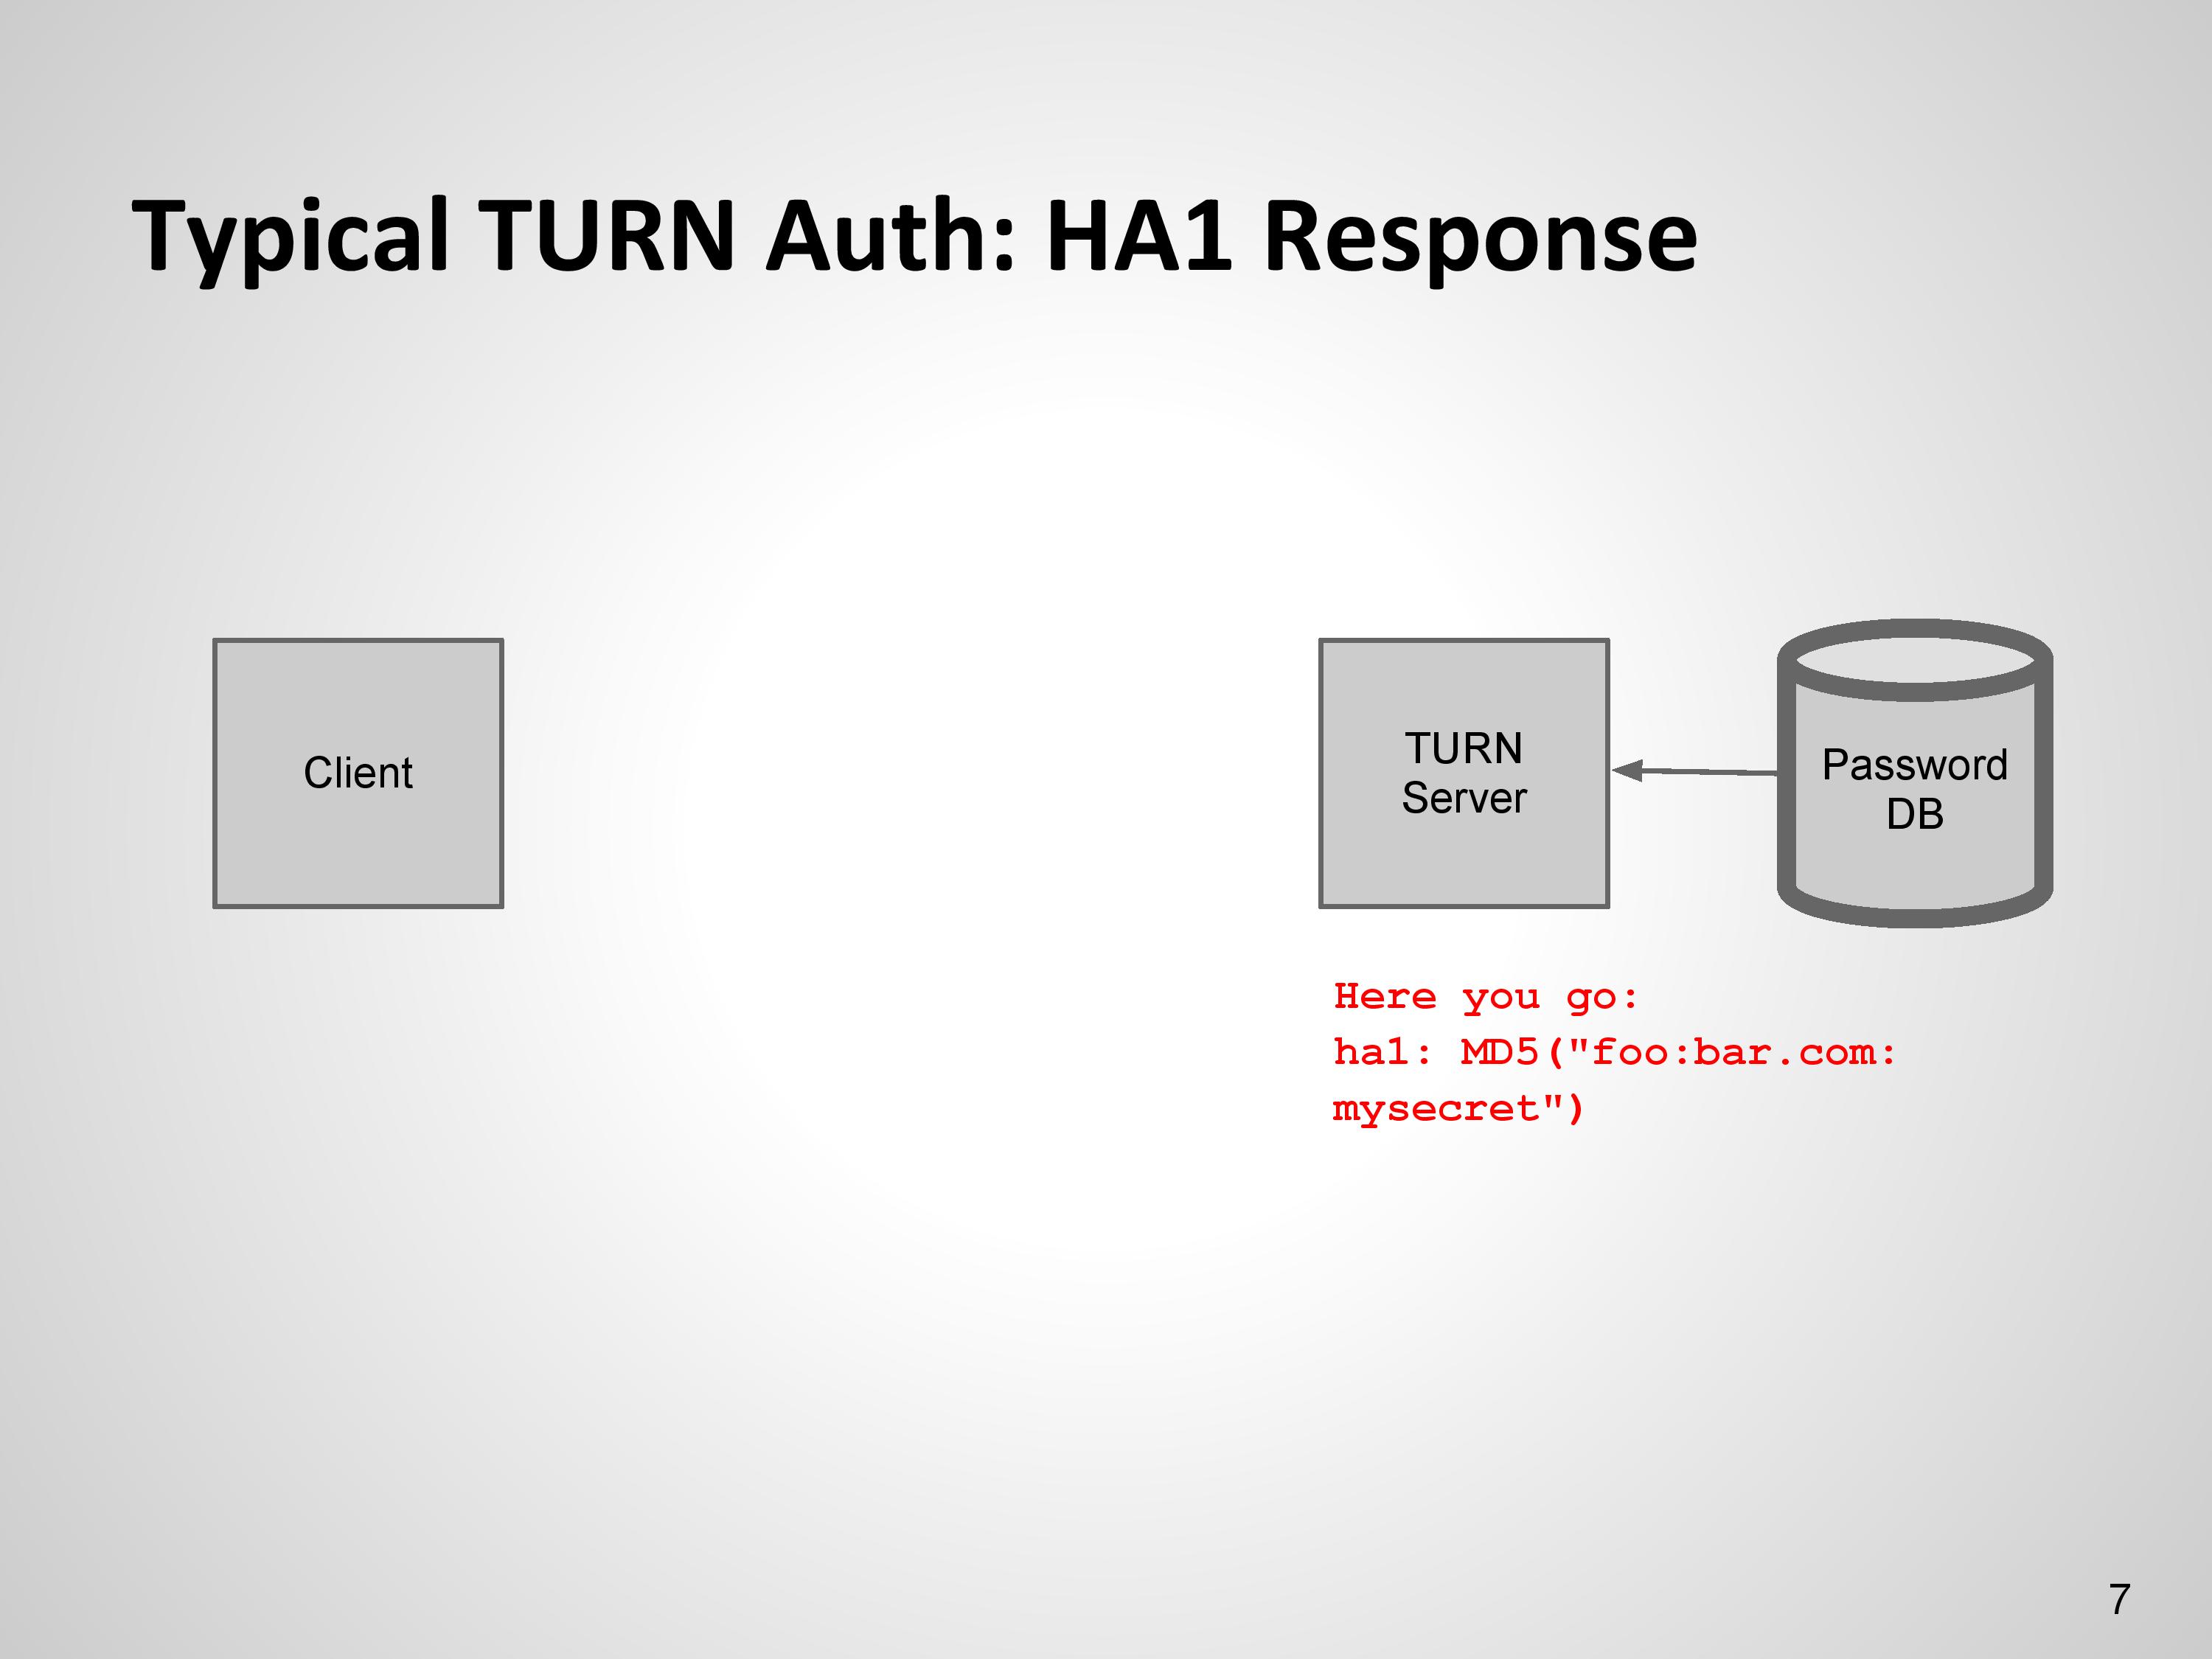 Typical TURN Auth: HA1 Response
Client
TURN
Server
Password
DB
Here you go:
ha1: MD5("foo:bar.com:
mysecret")
7